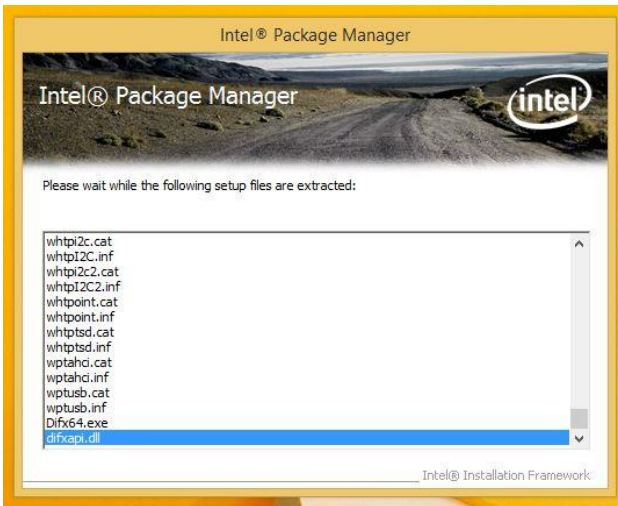 Intel® Package Manager
Intel® Package Manager
intel
Please wait while the following setup files are extracted:
whtpi2c.cat
whtpI2C.inf
whtpi2c2.cat
whtpI2C2.inf
whtpoint.cat
whtpoint.inf
whtptsd.cat
whtptsd.inf
wptahci.cat
wptahci.inf
wptusb.cat
wptusb.inf
Difx64.exe
difxapi.dll
Intel® Installation Framework